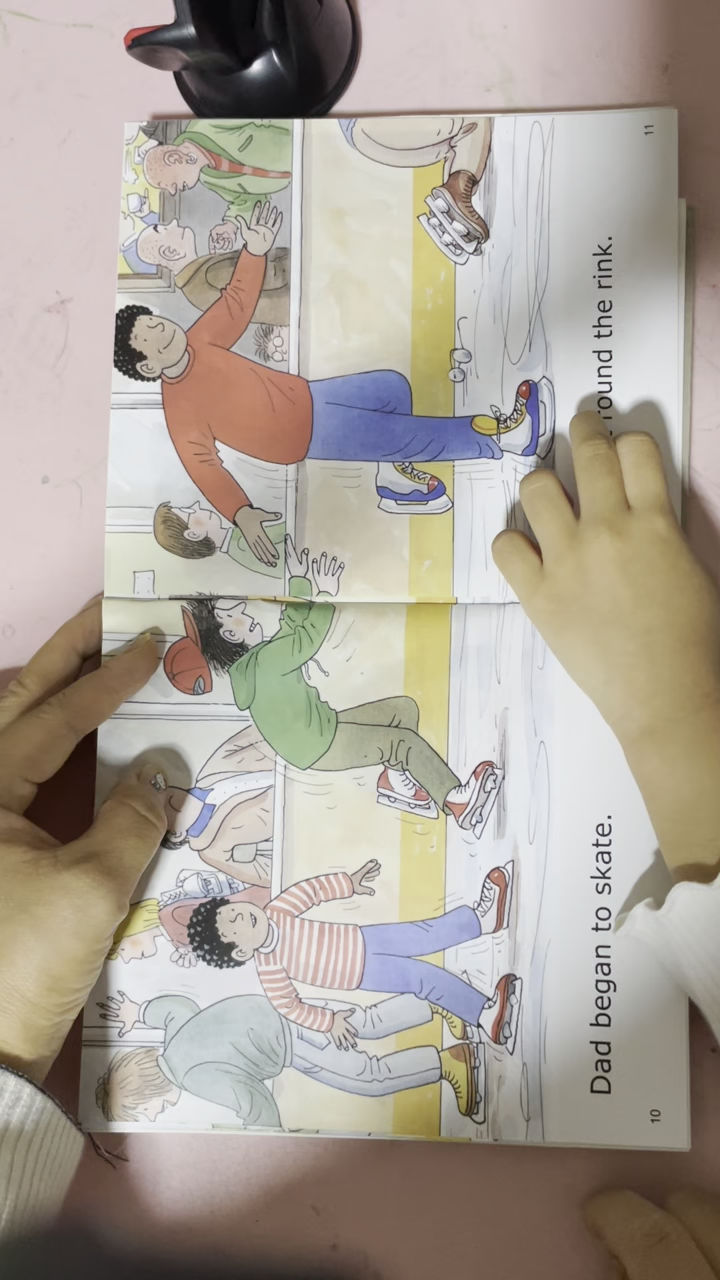 Dad began to skate.
round the rink.
10
11